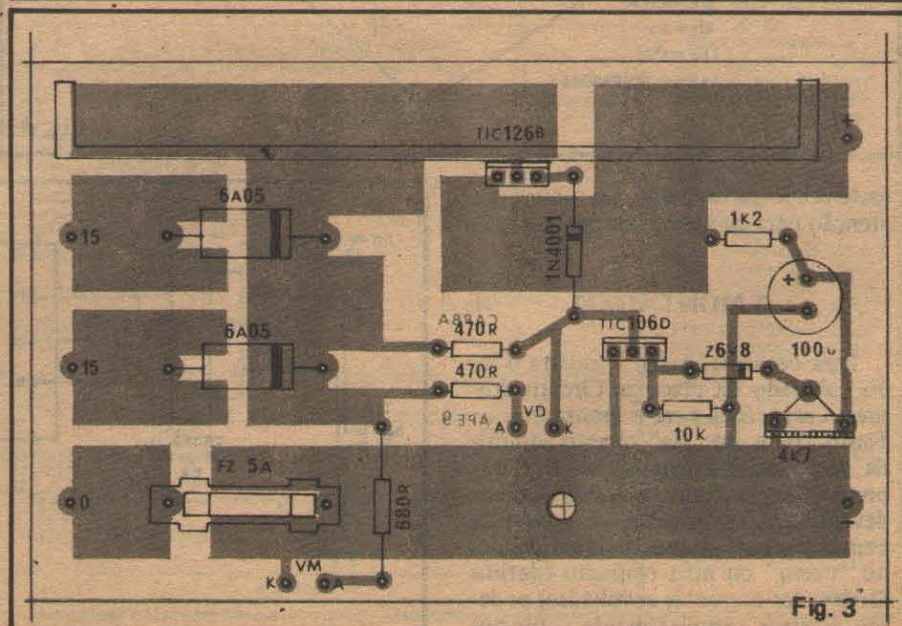 TIC126B
+
6A05
15
1N4001
1K2
+
6A05
15
470R
TIC106D
Z6V8
100u
470R
A
VD
K
10K
4K7
FZ 5A
0
680R
-
K
VM
A
Fig. 3